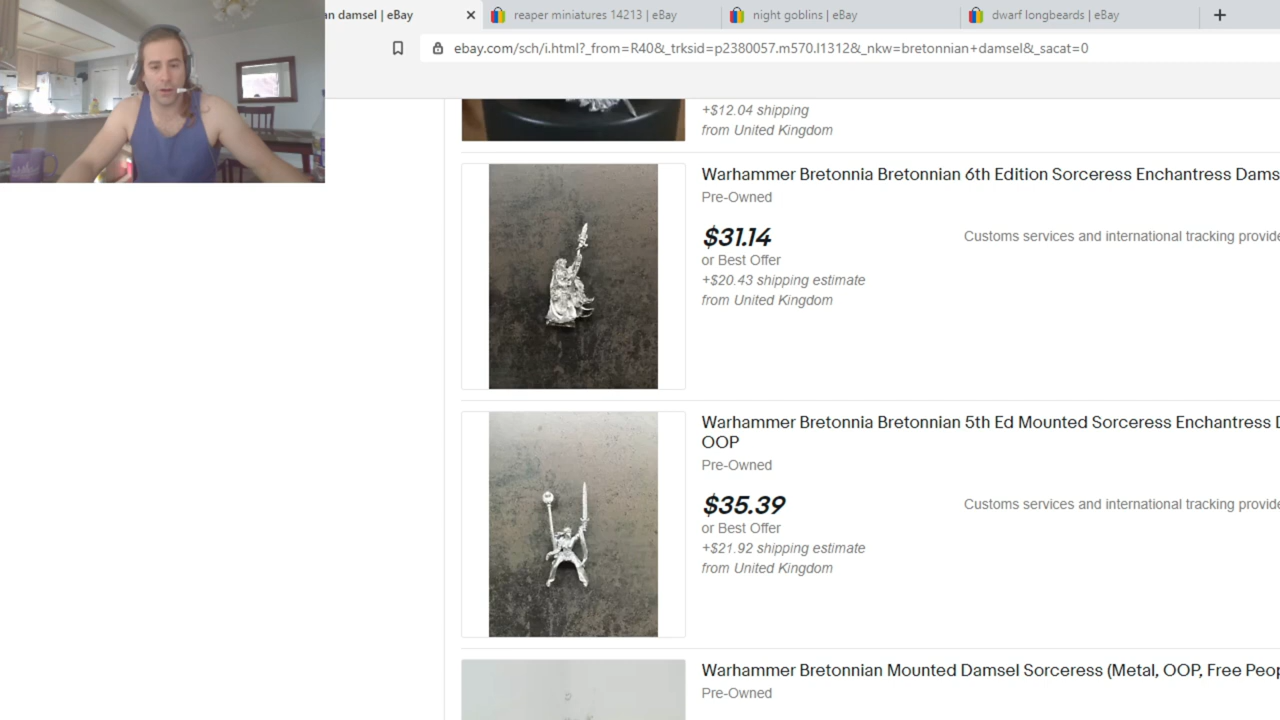 an damsel | eBay
reaper miniatures 14213 | eBay
night goblins | eBay
dwarf longbeards | eBay
ebay.com/sch/i.html?_from=R40&_trksid=p2380057.m570.l1312&_nkw=bretonnian+damsel&_sacat=0
+$12.04 shipping
from United Kingdom
Warhammer Bretonnia Bretonnian 6th Edition Sorceress Enchantress Dams
Pre-Owned
$31.14
Customs services and international tracking provide
or Best Offer
+$20.43 shipping estimate
from United Kingdom
Warhammer Bretonnia Bretonnian 5th Ed Mounted Sorceress Enchantress D
OOP
Pre-Owned
$35.39
Customs services and international tracking provide
or Best Offer
+$21.92 shipping estimate
from United Kingdom
Warhammer Bretonnian Mounted Damsel Sorceress (Metal, OOP, Free Peop
Pre-Owned